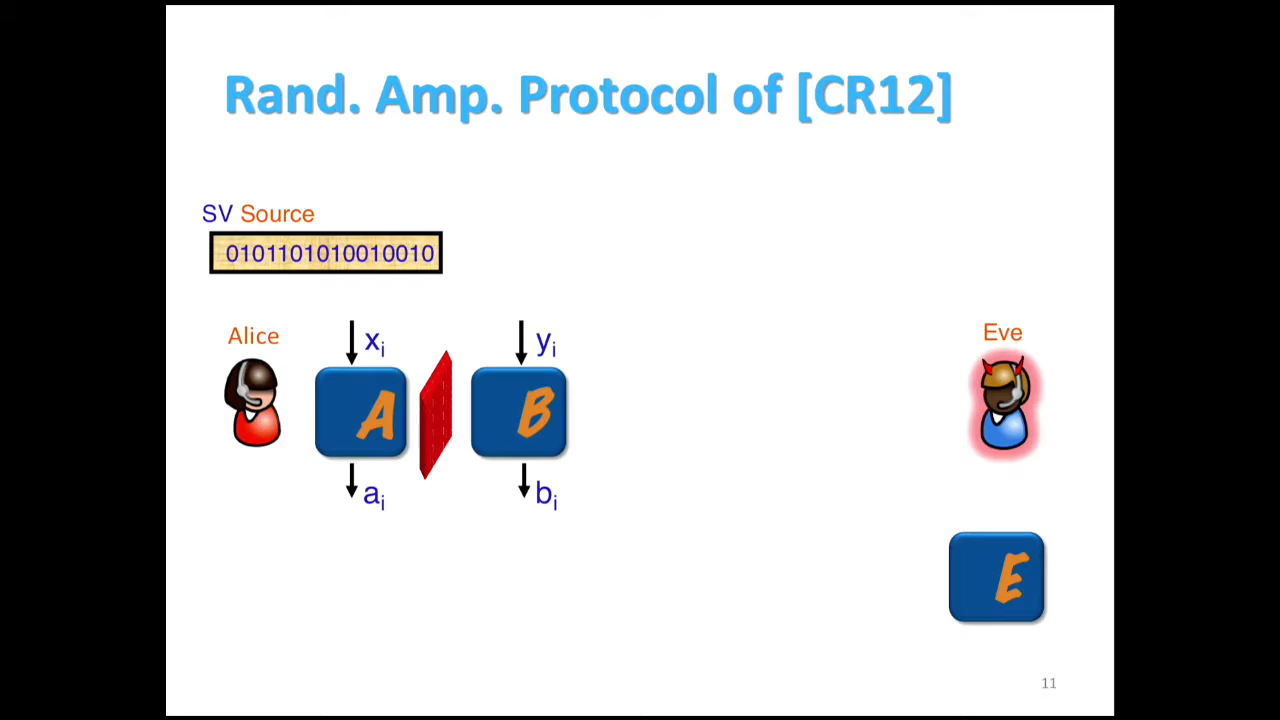 Rand. Amp. Protocol of [CR12]
SV Source
0101101010010010
Alice
xi
yi
Eve
A
B
ai
bi
E
11